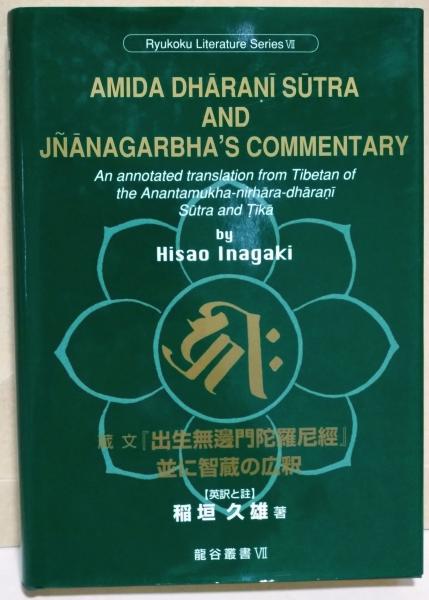 Ryukoku Literature Series Ⅶ
AMIDA DHĀRAṆĪ SŪTRA
AND
JÑĀNAGARBHA'S COMMENTARY
An annotated translation from Tibetan of
the Anantamukha-nirhāra-dhāraṇī
Sūtra and Ṭīkā
by
Hisao Inagaki
ཧྲཱིཿ
蔵文『出生無邊門陀羅尼經』
並に智蔵の広釈
【英訳と註】
稲垣久雄 著
龍谷叢書 Ⅶ